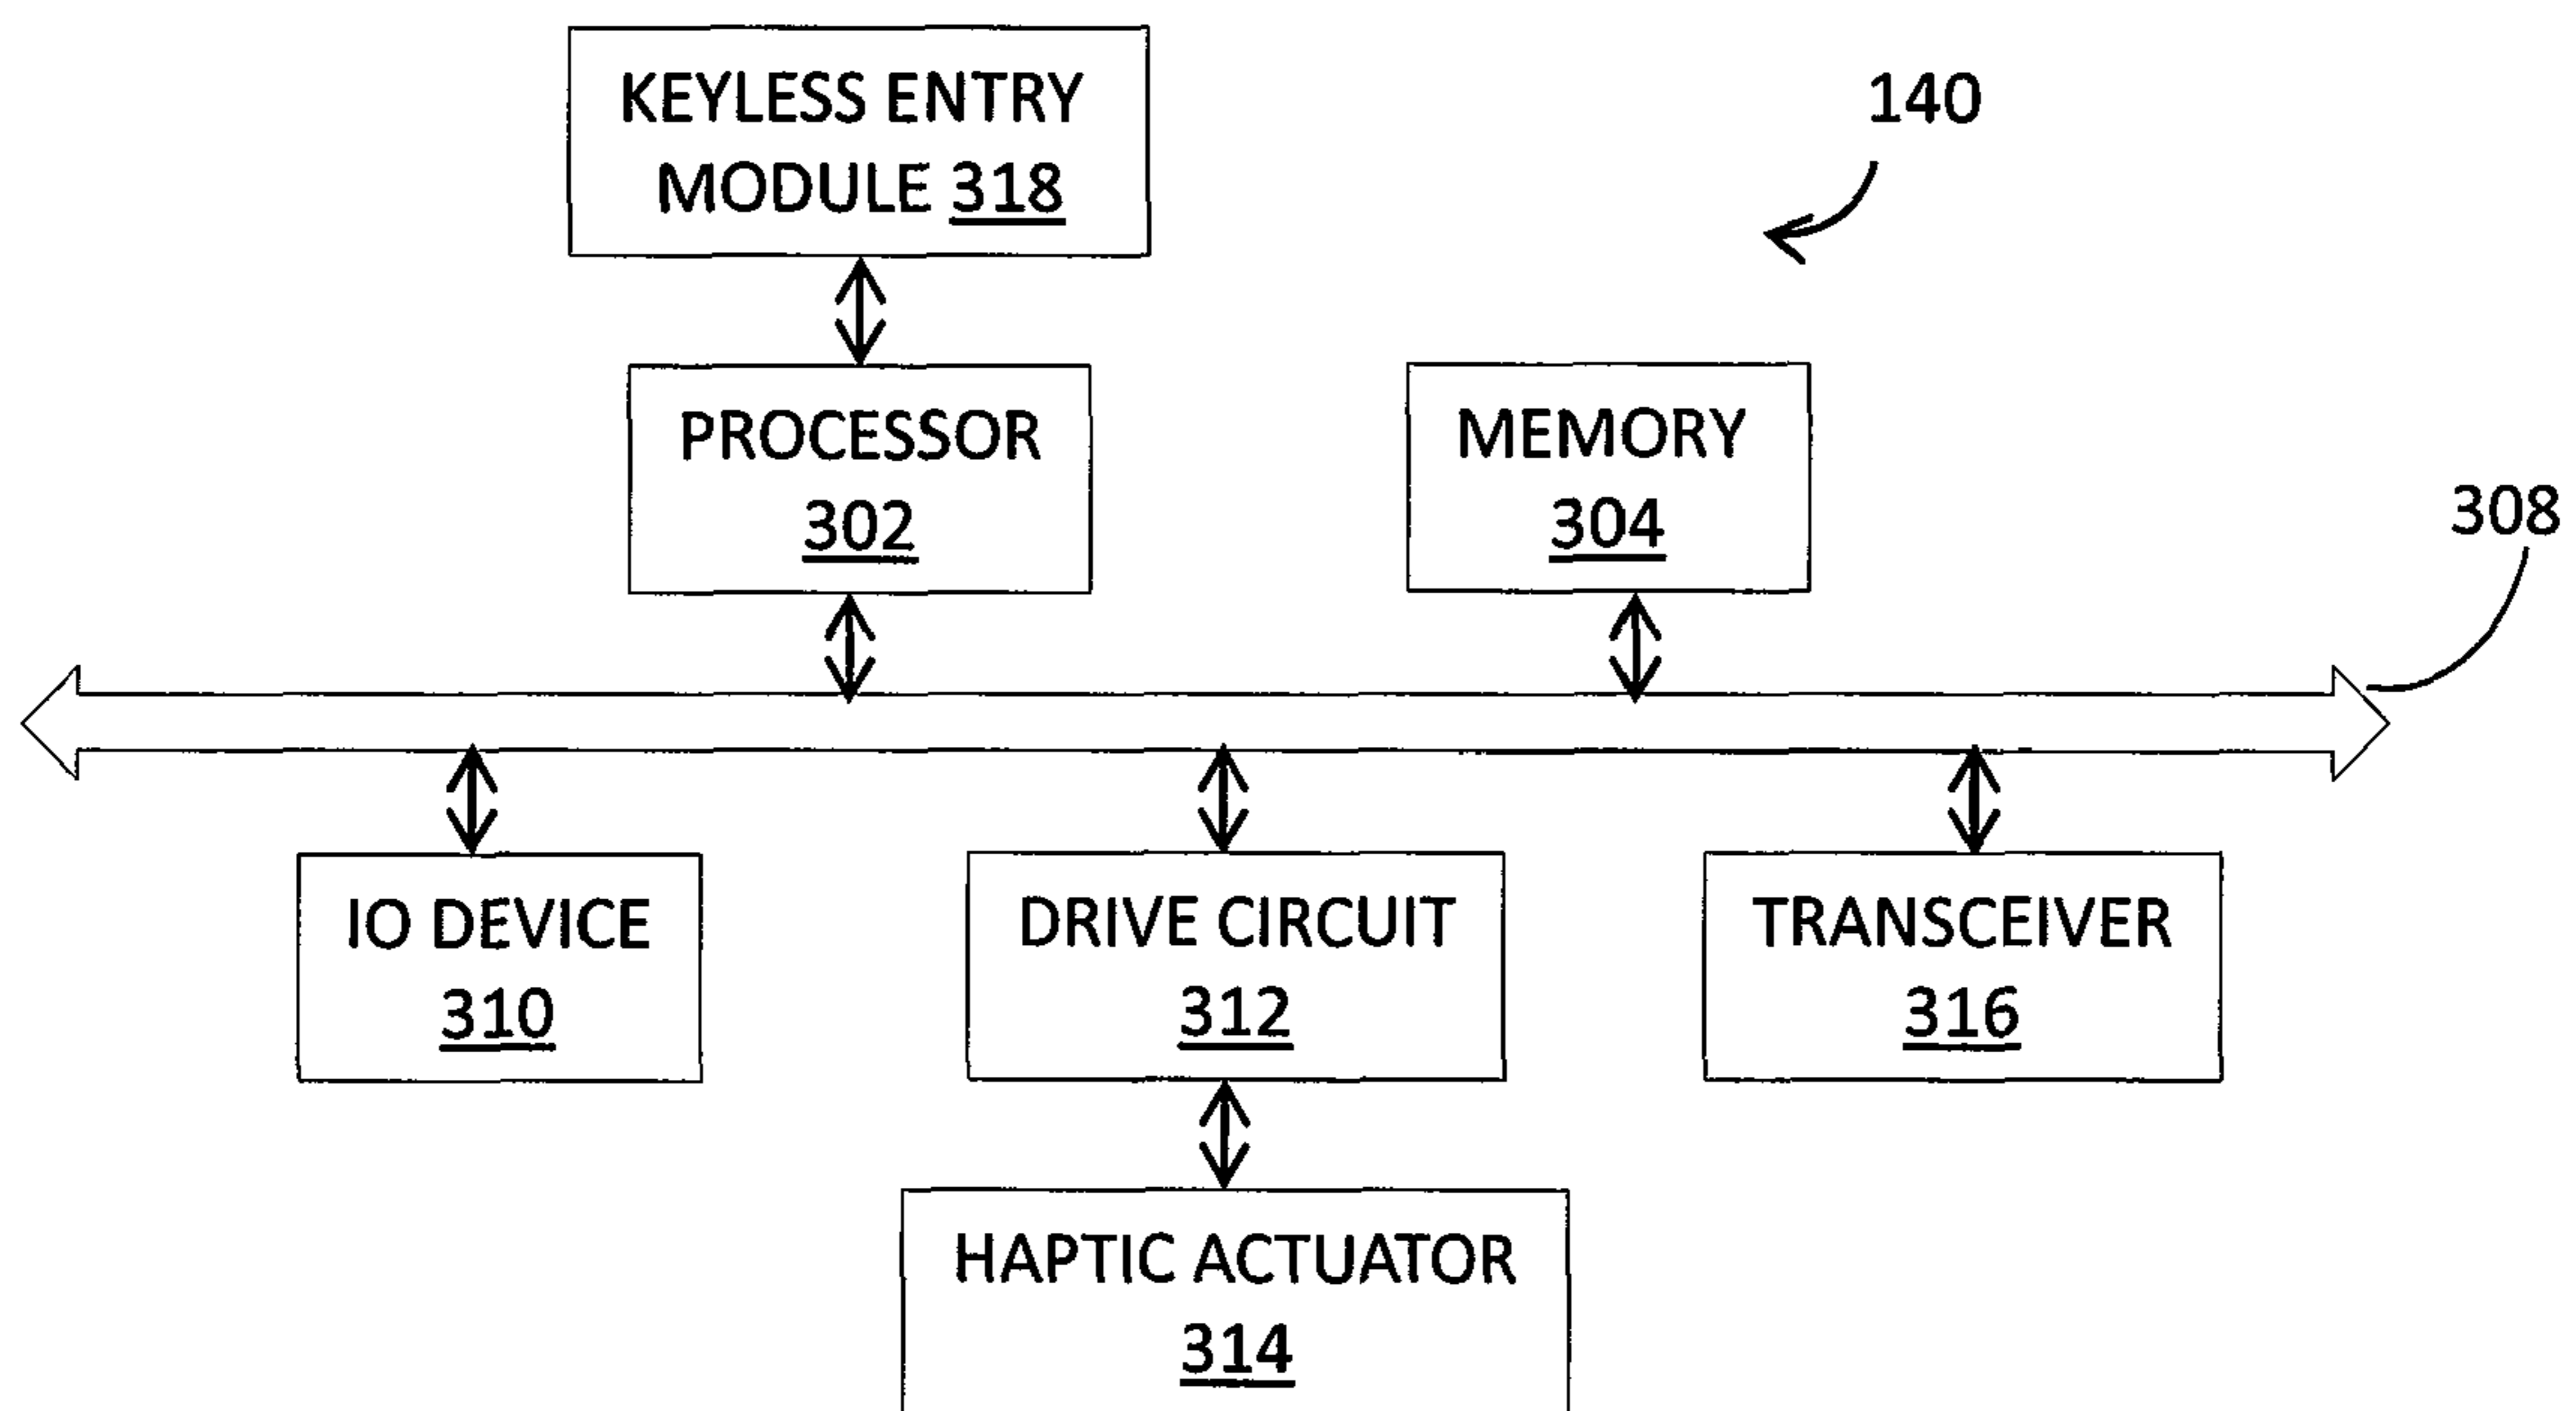 KEYLESS ENTRY
MODULE 318
140
PROCESSOR
302
MEMORY
304
308
IO DEVICE
310
DRIVE CIRCUIT
312
TRANSCEIVER
316
HAPTIC ACTUATOR
314